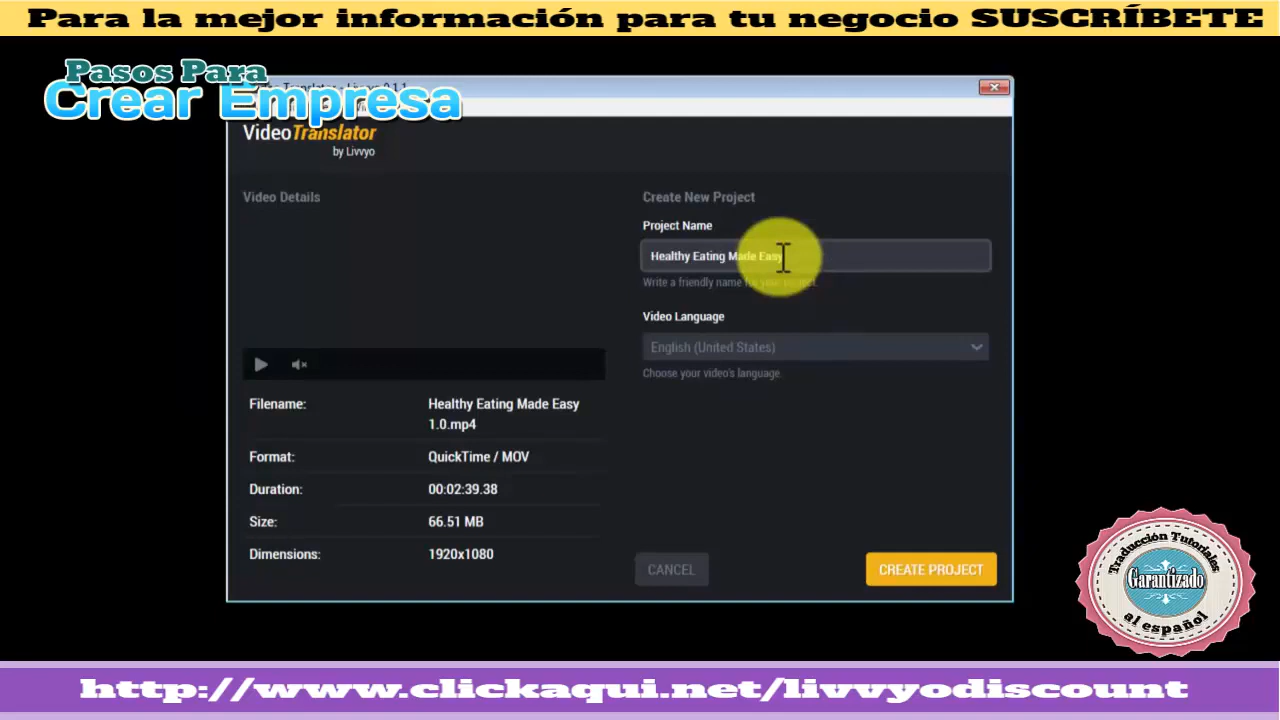 Para la mejor información para tu negocio SUSCRÍBETE
Pasos Para
Crear Empresa
VideoTranslator
by Livvyo
Video Details
Filename: Healthy Eating Made Easy
1.0.mp4
Format: QuickTime / MOV
Duration: 00:02:39.38
Size: 66.51 MB
Dimensions: 1920x1080
Create New Project
Project Name
Healthy Eating Made Easy
Write a friendly name for your project.
Video Language
English (United States)
Choose your video's language.
CANCEL
CREATE PROJECT
Traducción Tutoriales
Garantizado
al español
http://www.clickaqui.net/livvyodiscount